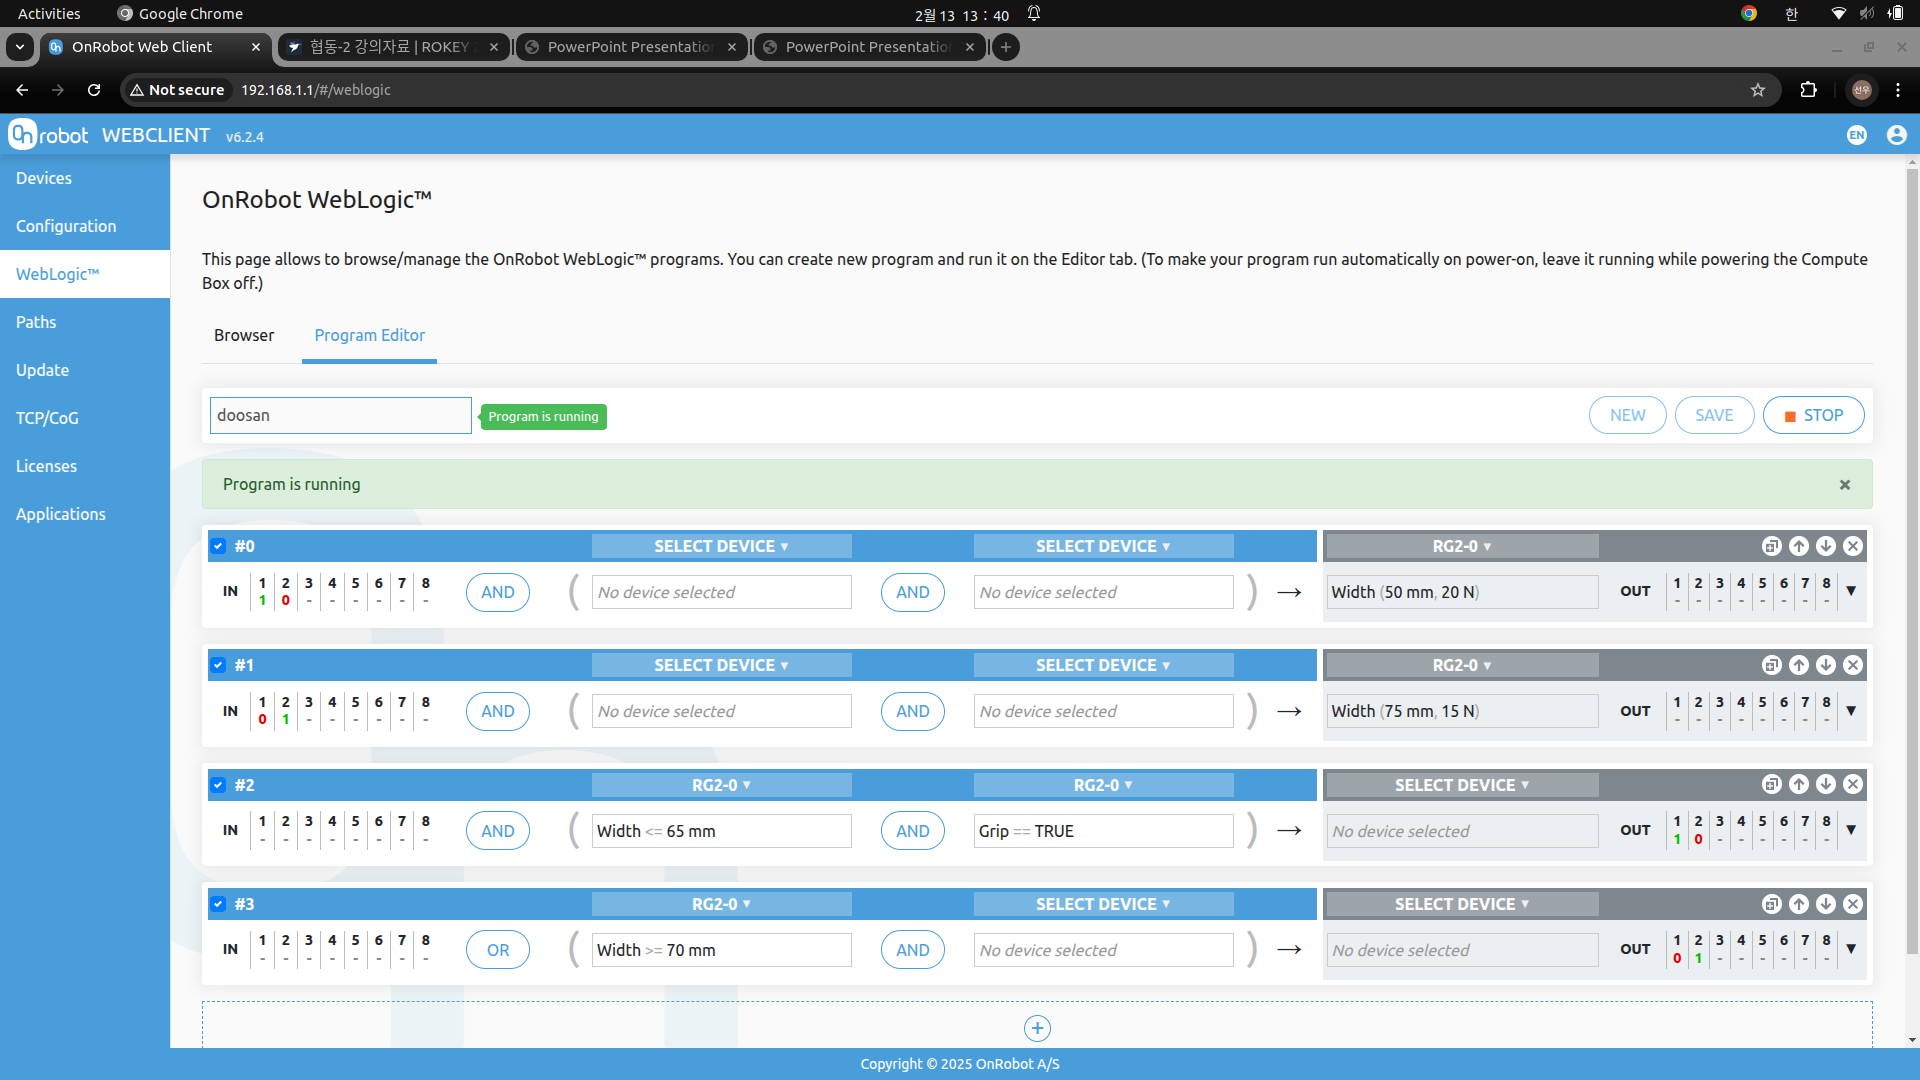 Activities
Google Chrome
2월 13 13 : 40
한
OnRobot Web Client
협동-2 강의자료 | ROKEY
PowerPoint Presentatio
PowerPoint Presentatio
Not secure
192.168.1.1/#/weblogic
선우
On robot WEBCLIENT v6.2.4
EN
Devices
Configuration
WebLogic™
Paths
Update
TCP/CoG
Licenses
Applications
OnRobot WebLogic™
This page allows to browse/manage the OnRobot WebLogic™ programs. You can create new program and run it on the Editor tab. (To make your program run automatically on power-on, leave it running while powering the Compute
Box off.)
Browser Program Editor
doosan Program is running NEW SAVE STOP
Program is running ×
#0 SELECT DEVICE ▾ SELECT DEVICE ▾ RG2-0 ▾
IN 1 2 3 4 5 6 7 8 AND ( No device selected AND No device selected ) → Width (50 mm, 20 N) OUT 1 2 3 4 5 6 7 8 ▼
1 0 - - - - - - - - - - - - - -
#1 SELECT DEVICE ▾ SELECT DEVICE ▾ RG2-0 ▾
IN 1 2 3 4 5 6 7 8 AND ( No device selected AND No device selected ) → Width (75 mm, 15 N) OUT 1 2 3 4 5 6 7 8 ▼
0 1 - - - - - - - - - - - - - -
#2 RG2-0 ▾ RG2-0 ▾ SELECT DEVICE ▾
IN 1 2 3 4 5 6 7 8 AND ( Width <= 65 mm AND Grip == TRUE ) → No device selected OUT 1 2 3 4 5 6 7 8 ▼
- - - - - - - - 1 0 - - - - - -
#3 RG2-0 ▾ SELECT DEVICE ▾ SELECT DEVICE ▾
IN 1 2 3 4 5 6 7 8 OR ( Width >= 70 mm AND No device selected ) → No device selected OUT 1 2 3 4 5 6 7 8 ▼
- - - - - - - - 0 1 - - - - - -
Copyright © 2025 OnRobot A/S